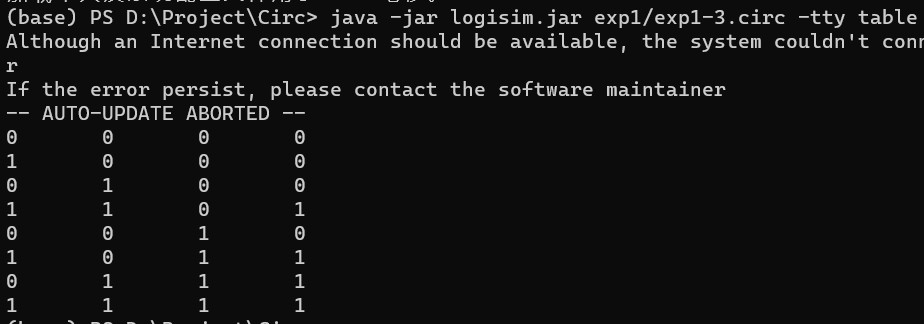 (base) PS D:\Project\Circ> java -jar logisim.jar exp1/exp1-3.circ -tty table
Although an Internet connection should be available, the system couldn't conn
r
If the error persist, please contact the software maintainer
-- AUTO-UPDATE ABORTED --
0 0 0 0
1 0 0 0
0 1 0 0
1 1 0 1
0 0 1 0
1 0 1 1
0 1 1 1
1 1 1 1